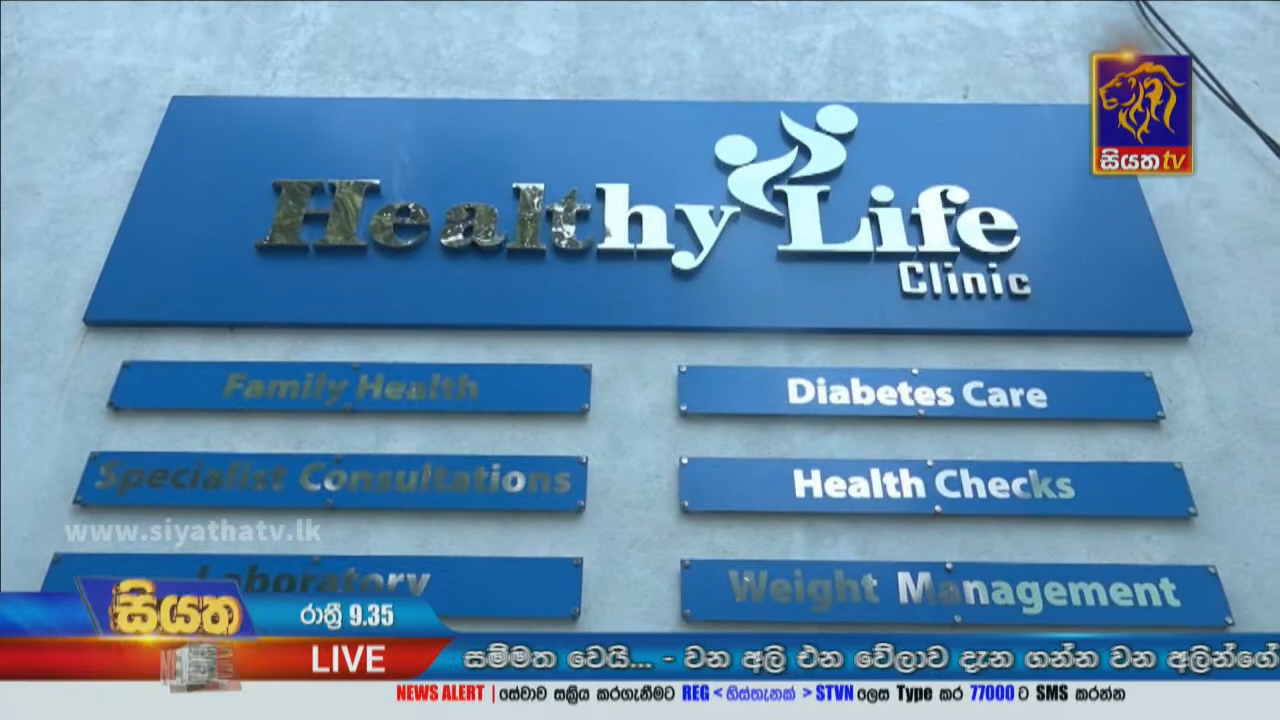 සියත tv
Healthy Life
Clinic
Family Health
Diabetes Care
Specialist Consultations
Health Checks
www.siyathatv.lk
Laboratory
Weight Management
සියත
රාත්‍රී 9.35
LIVE
සම්මත වෙයි... - වන අලි එන වේලාව දැන ගන්න වන අලින්ගේ
NEWS ALERT | සේවාව සක්‍රිය කරගැනීමට REG < හිස්තැනක් > STVN ලෙස Type කර 77000 ට SMS කරන්න